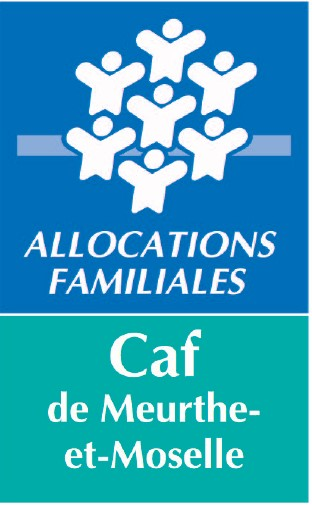 ALLOCATIONS
FAMILIALES
Caf
de Meurthe-
et-Moselle